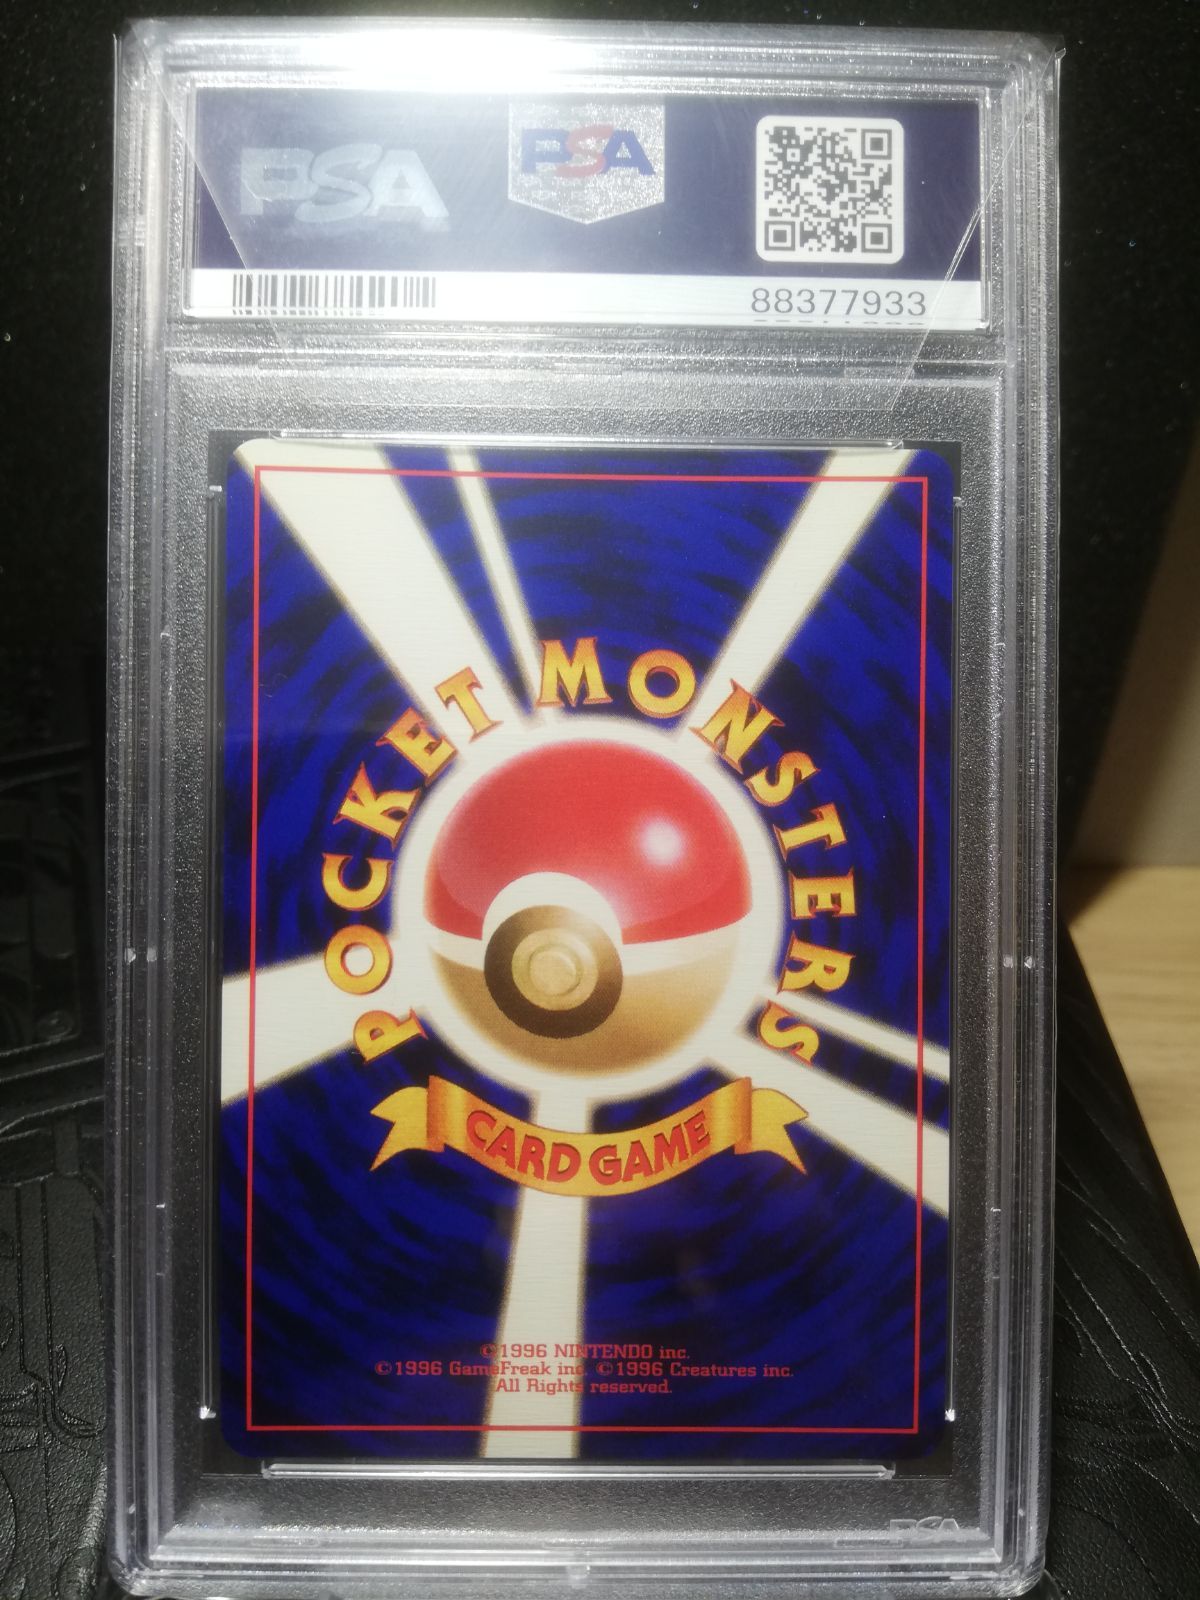 PSA
PSA
88377933
POCKET MONSTERS
CARD GAME
©1996 NINTENDO inc.
©1996 GameFreak inc. ©1996 Creatures inc.
All Rights reserved.
PSA